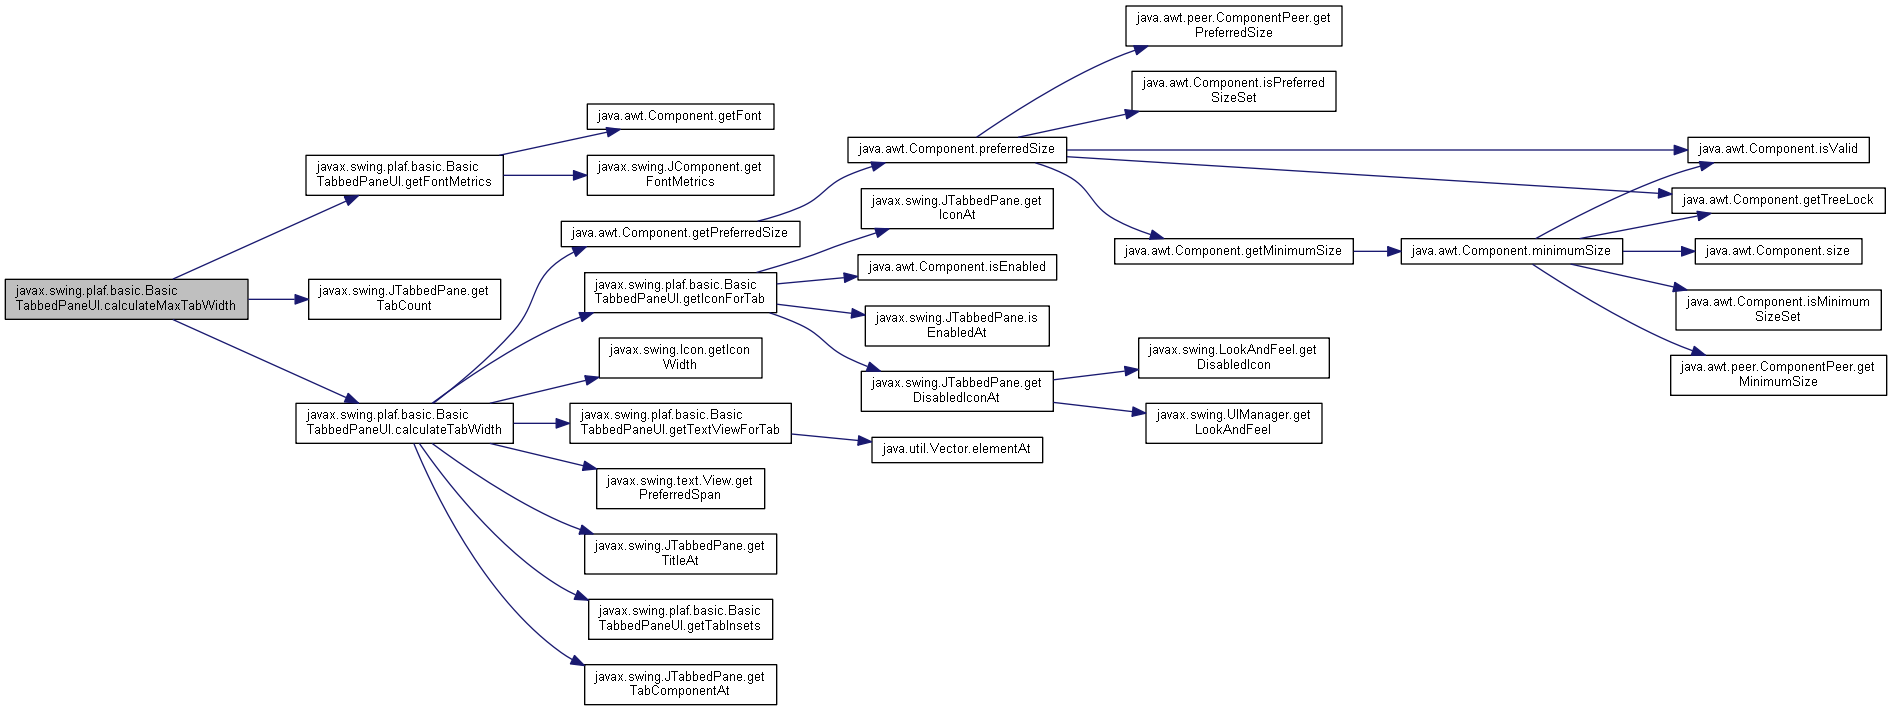 javax.swing.plaf.basic.Basic
TabbedPaneUI.calculateMaxTabWidth
javax.swing.plaf.basic.Basic
TabbedPaneUI.getFontMetrics
javax.swing.JTabbedPane.get
TabCount
javax.swing.plaf.basic.Basic
TabbedPaneUI.calculateTabWidth
java.awt.Component.getFont
javax.swing.JComponent.get
FontMetrics
java.awt.Component.getPreferredSize
javax.swing.plaf.basic.Basic
TabbedPaneUI.getIconForTab
javax.swing.Icon.getIcon
Width
javax.swing.plaf.basic.Basic
TabbedPaneUI.getTextViewForTab
javax.swing.text.View.get
PreferredSpan
javax.swing.JTabbedPane.get
TitleAt
javax.swing.plaf.basic.Basic
TabbedPaneUI.getTabInsets
javax.swing.JTabbedPane.get
TabComponentAt
java.awt.Component.preferredSize
javax.swing.JTabbedPane.get
IconAt
java.awt.Component.isEnabled
javax.swing.JTabbedPane.is
EnabledAt
javax.swing.JTabbedPane.get
DisabledIconAt
java.util.Vector.elementAt
java.awt.peer.ComponentPeer.get
PreferredSize
java.awt.Component.isPreferred
SizeSet
java.awt.Component.getMinimumSize
javax.swing.LookAndFeel.get
DisabledIcon
javax.swing.UIManager.get
LookAndFeel
java.awt.Component.minimumSize
java.awt.Component.isValid
java.awt.Component.getTreeLock
java.awt.Component.size
java.awt.Component.isMinimum
SizeSet
java.awt.peer.ComponentPeer.get
MinimumSize